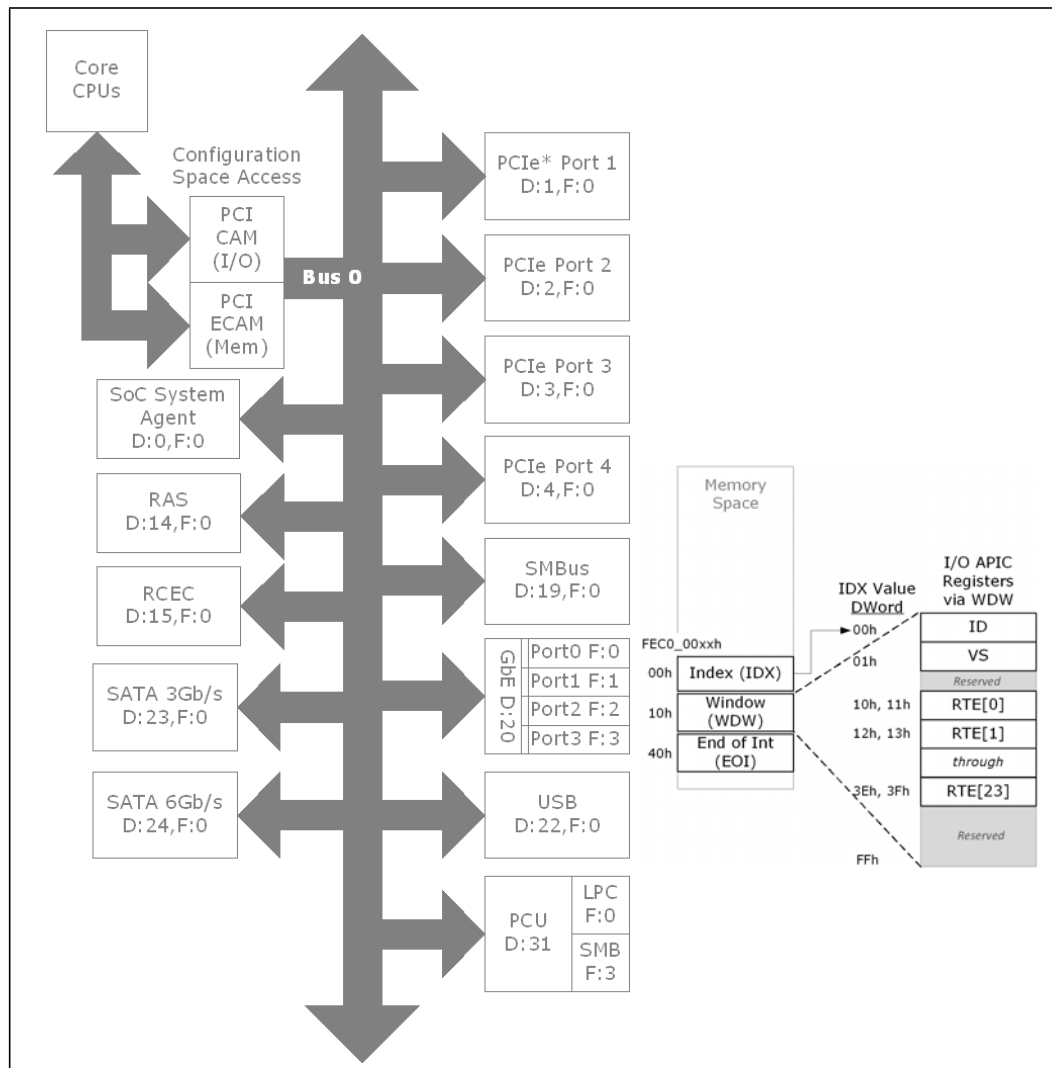 Core
CPUs
Configuration
Space Access
PCI
CAM
(I/O)
Bus 0
PCI
ECAM
(Mem)
SoC System
Agent
D:0,F:0
RAS
D:14,F:0
RCEC
D:15,F:0
SATA 3Gb/s
D:23,F:0
SATA 6Gb/s
D:24,F:0
PCIe* Port 1
D:1,F:0
PCIe Port 2
D:2,F:0
PCIe Port 3
D:3,F:0
PCIe Port 4
D:4,F:0
SMBus
D:19,F:0
GbE D:20
Port0 F:0
Port1 F:1
Port2 F:2
Port3 F:3
USB
D:22,F:0
PCU
D:31
LPC
F:0
SMB
F:3
Memory
Space
FEC0_00xxh
00h
Index (IDX)
10h
Window
(WDW)
40h
End of Int
(EOI)
IDX Value
DWord
I/O APIC
Registers
via WDW
00h
ID
01h
VS
Reserved
10h, 11h
RTE[0]
12h, 13h
RTE[1]
through
3Eh, 3Fh
RTE[23]
Reserved
FFh